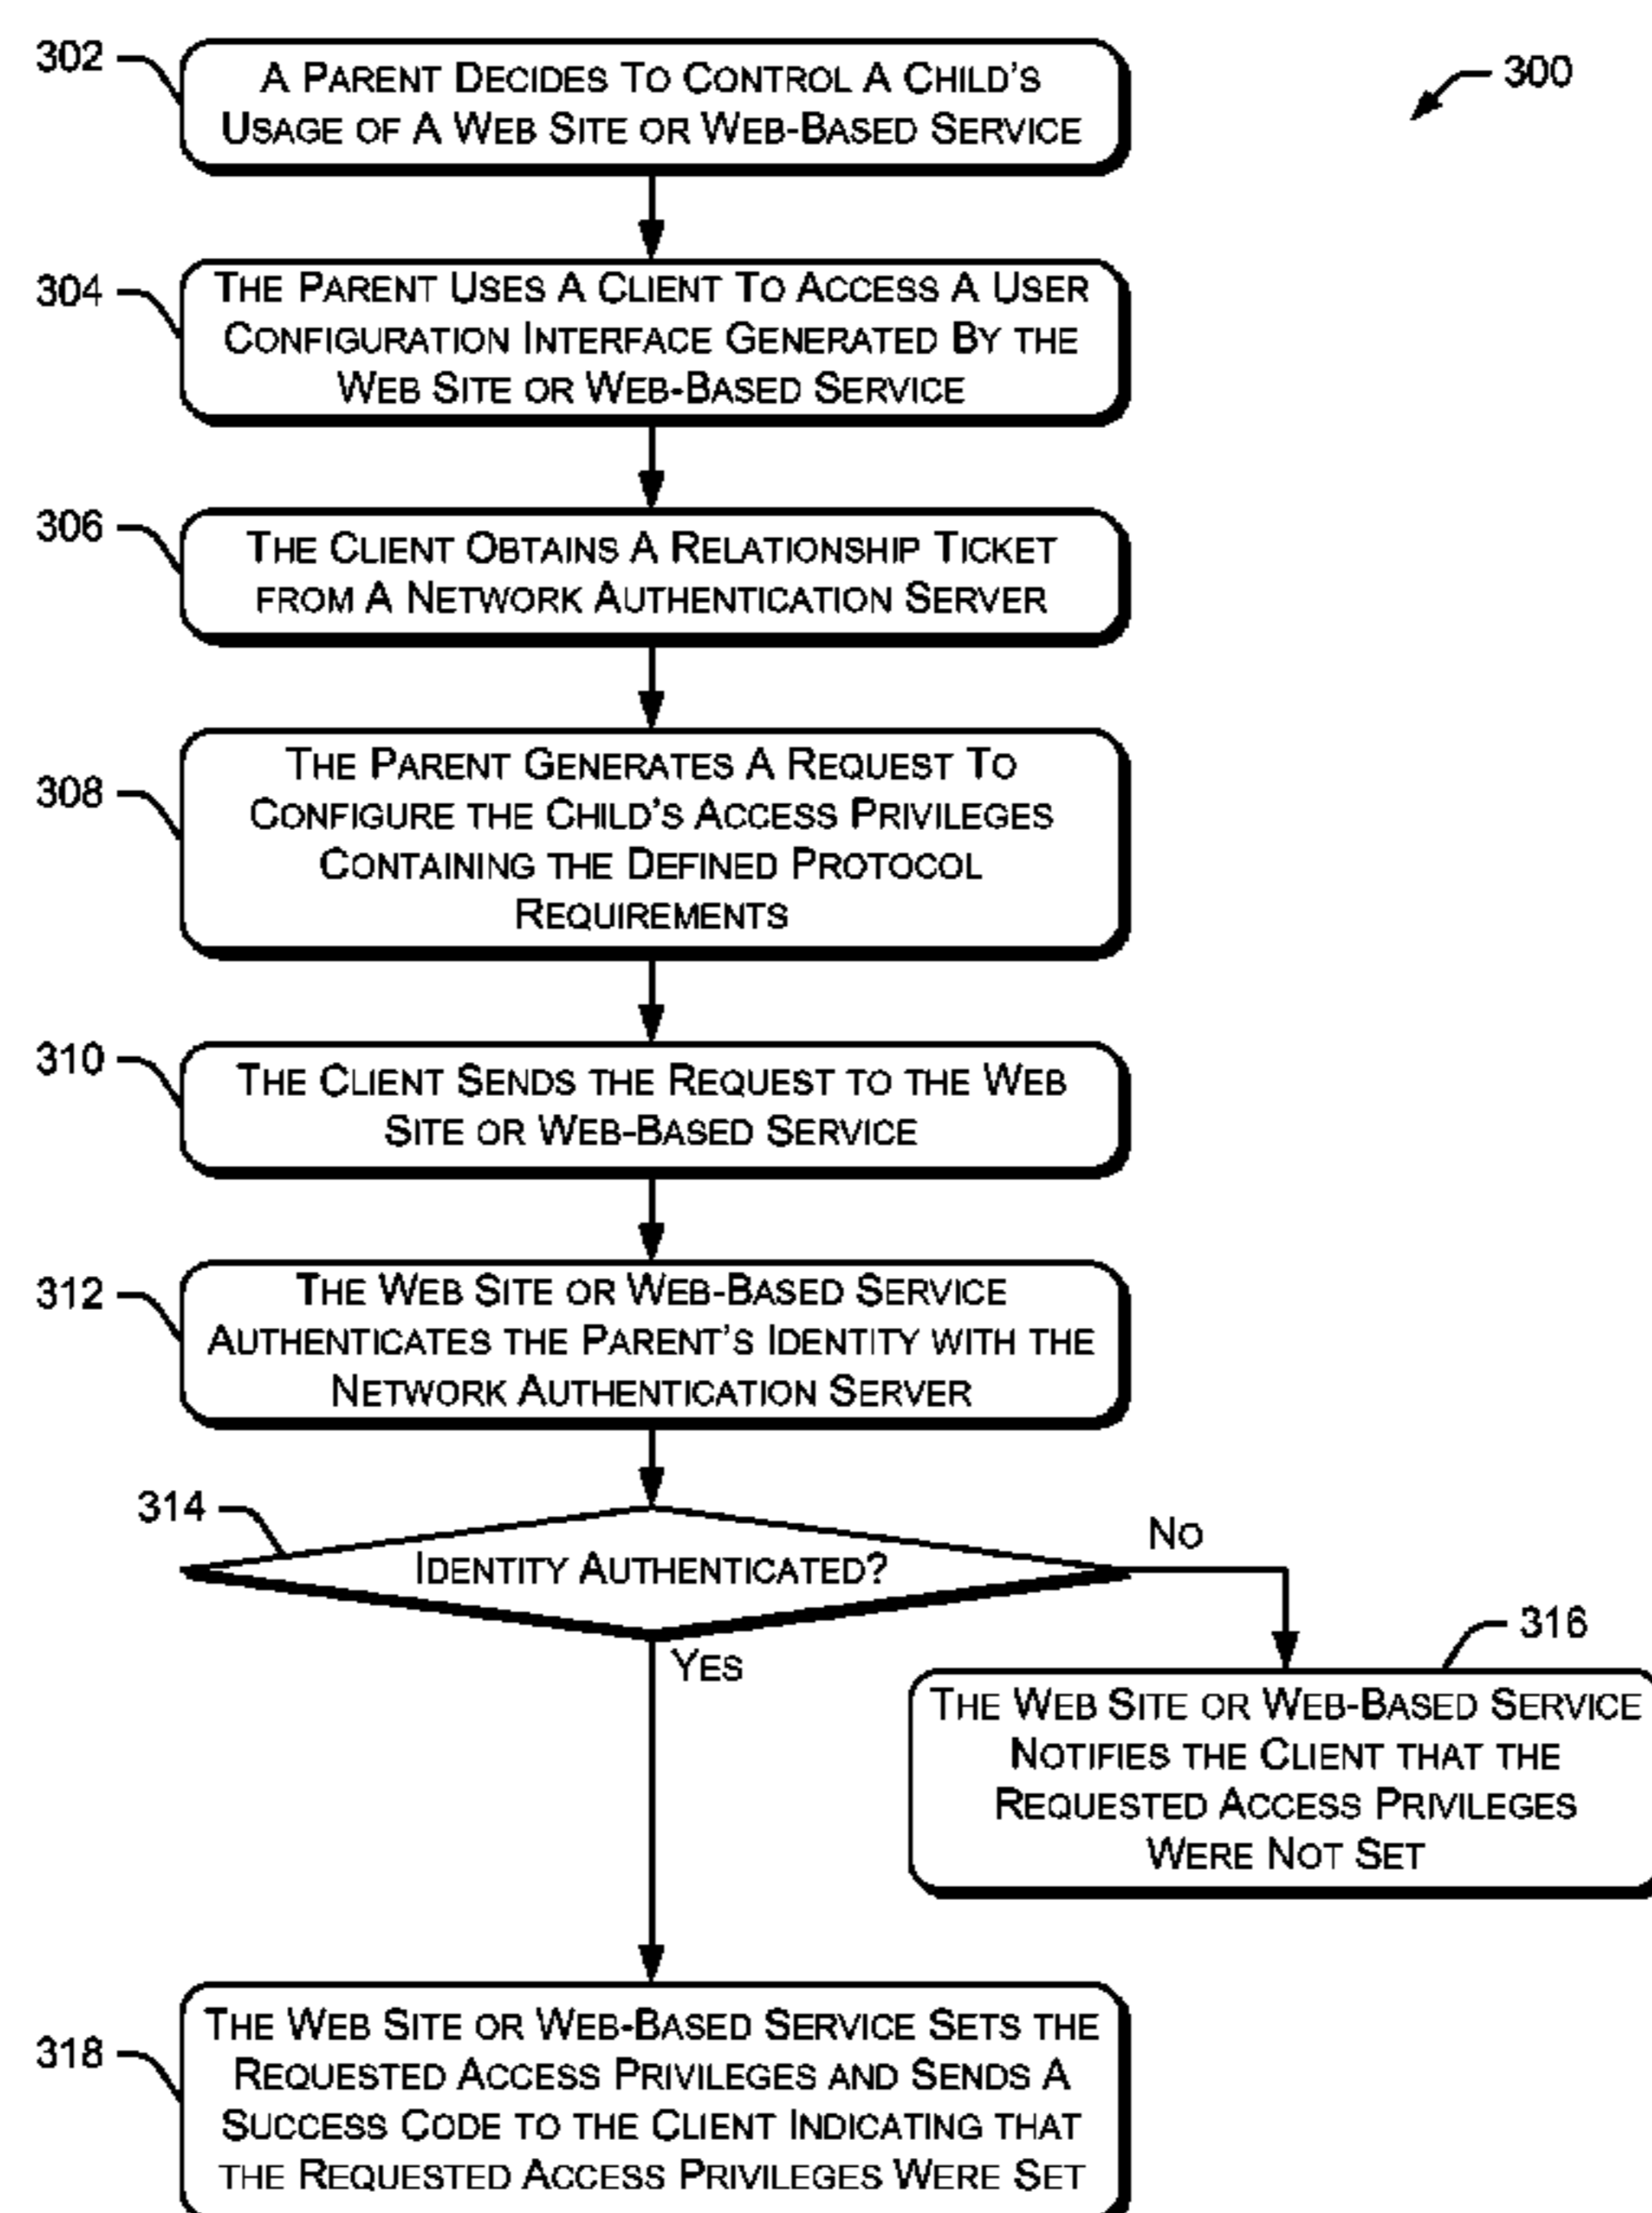 302
A PARENT DECIDES TO CONTROL A CHILD'S
USAGE OF A WEB SITE OR WEB-BASED SERVICE
300
304
THE PARENT USES A CLIENT TO ACCESS A USER
CONFIGURATION INTERFACE GENERATED BY THE
WEB SITE OR WEB-BASED SERVICE
306
THE CLIENT OBTAINS A RELATIONSHIP TICKET
FROM A NETWORK AUTHENTICATION SERVER
308
THE PARENT GENERATES A REQUEST TO
CONFIGURE THE CHILD'S ACCESS PRIVILEGES
CONTAINING THE DEFINED PROTOCOL
REQUIREMENTS
310
THE CLIENT SENDS THE REQUEST TO THE WEB
SITE OR WEB-BASED SERVICE
312
THE WEB SITE OR WEB-BASED SERVICE
AUTHENTICATES THE PARENT'S IDENTITY WITH THE
NETWORK AUTHENTICATION SERVER
314
IDENTITY AUTHENTICATED?
NO
YES
316
THE WEB SITE OR WEB-BASED SERVICE
NOTIFIES THE CLIENT THAT THE
REQUESTED ACCESS PRIVILEGES
WERE NOT SET
318
THE WEB SITE OR WEB-BASED SERVICE SETS THE
REQUESTED ACCESS PRIVILEGES AND SENDS A
SUCCESS CODE TO THE CLIENT INDICATING THAT
THE REQUESTED ACCESS PRIVILEGES WERE SET